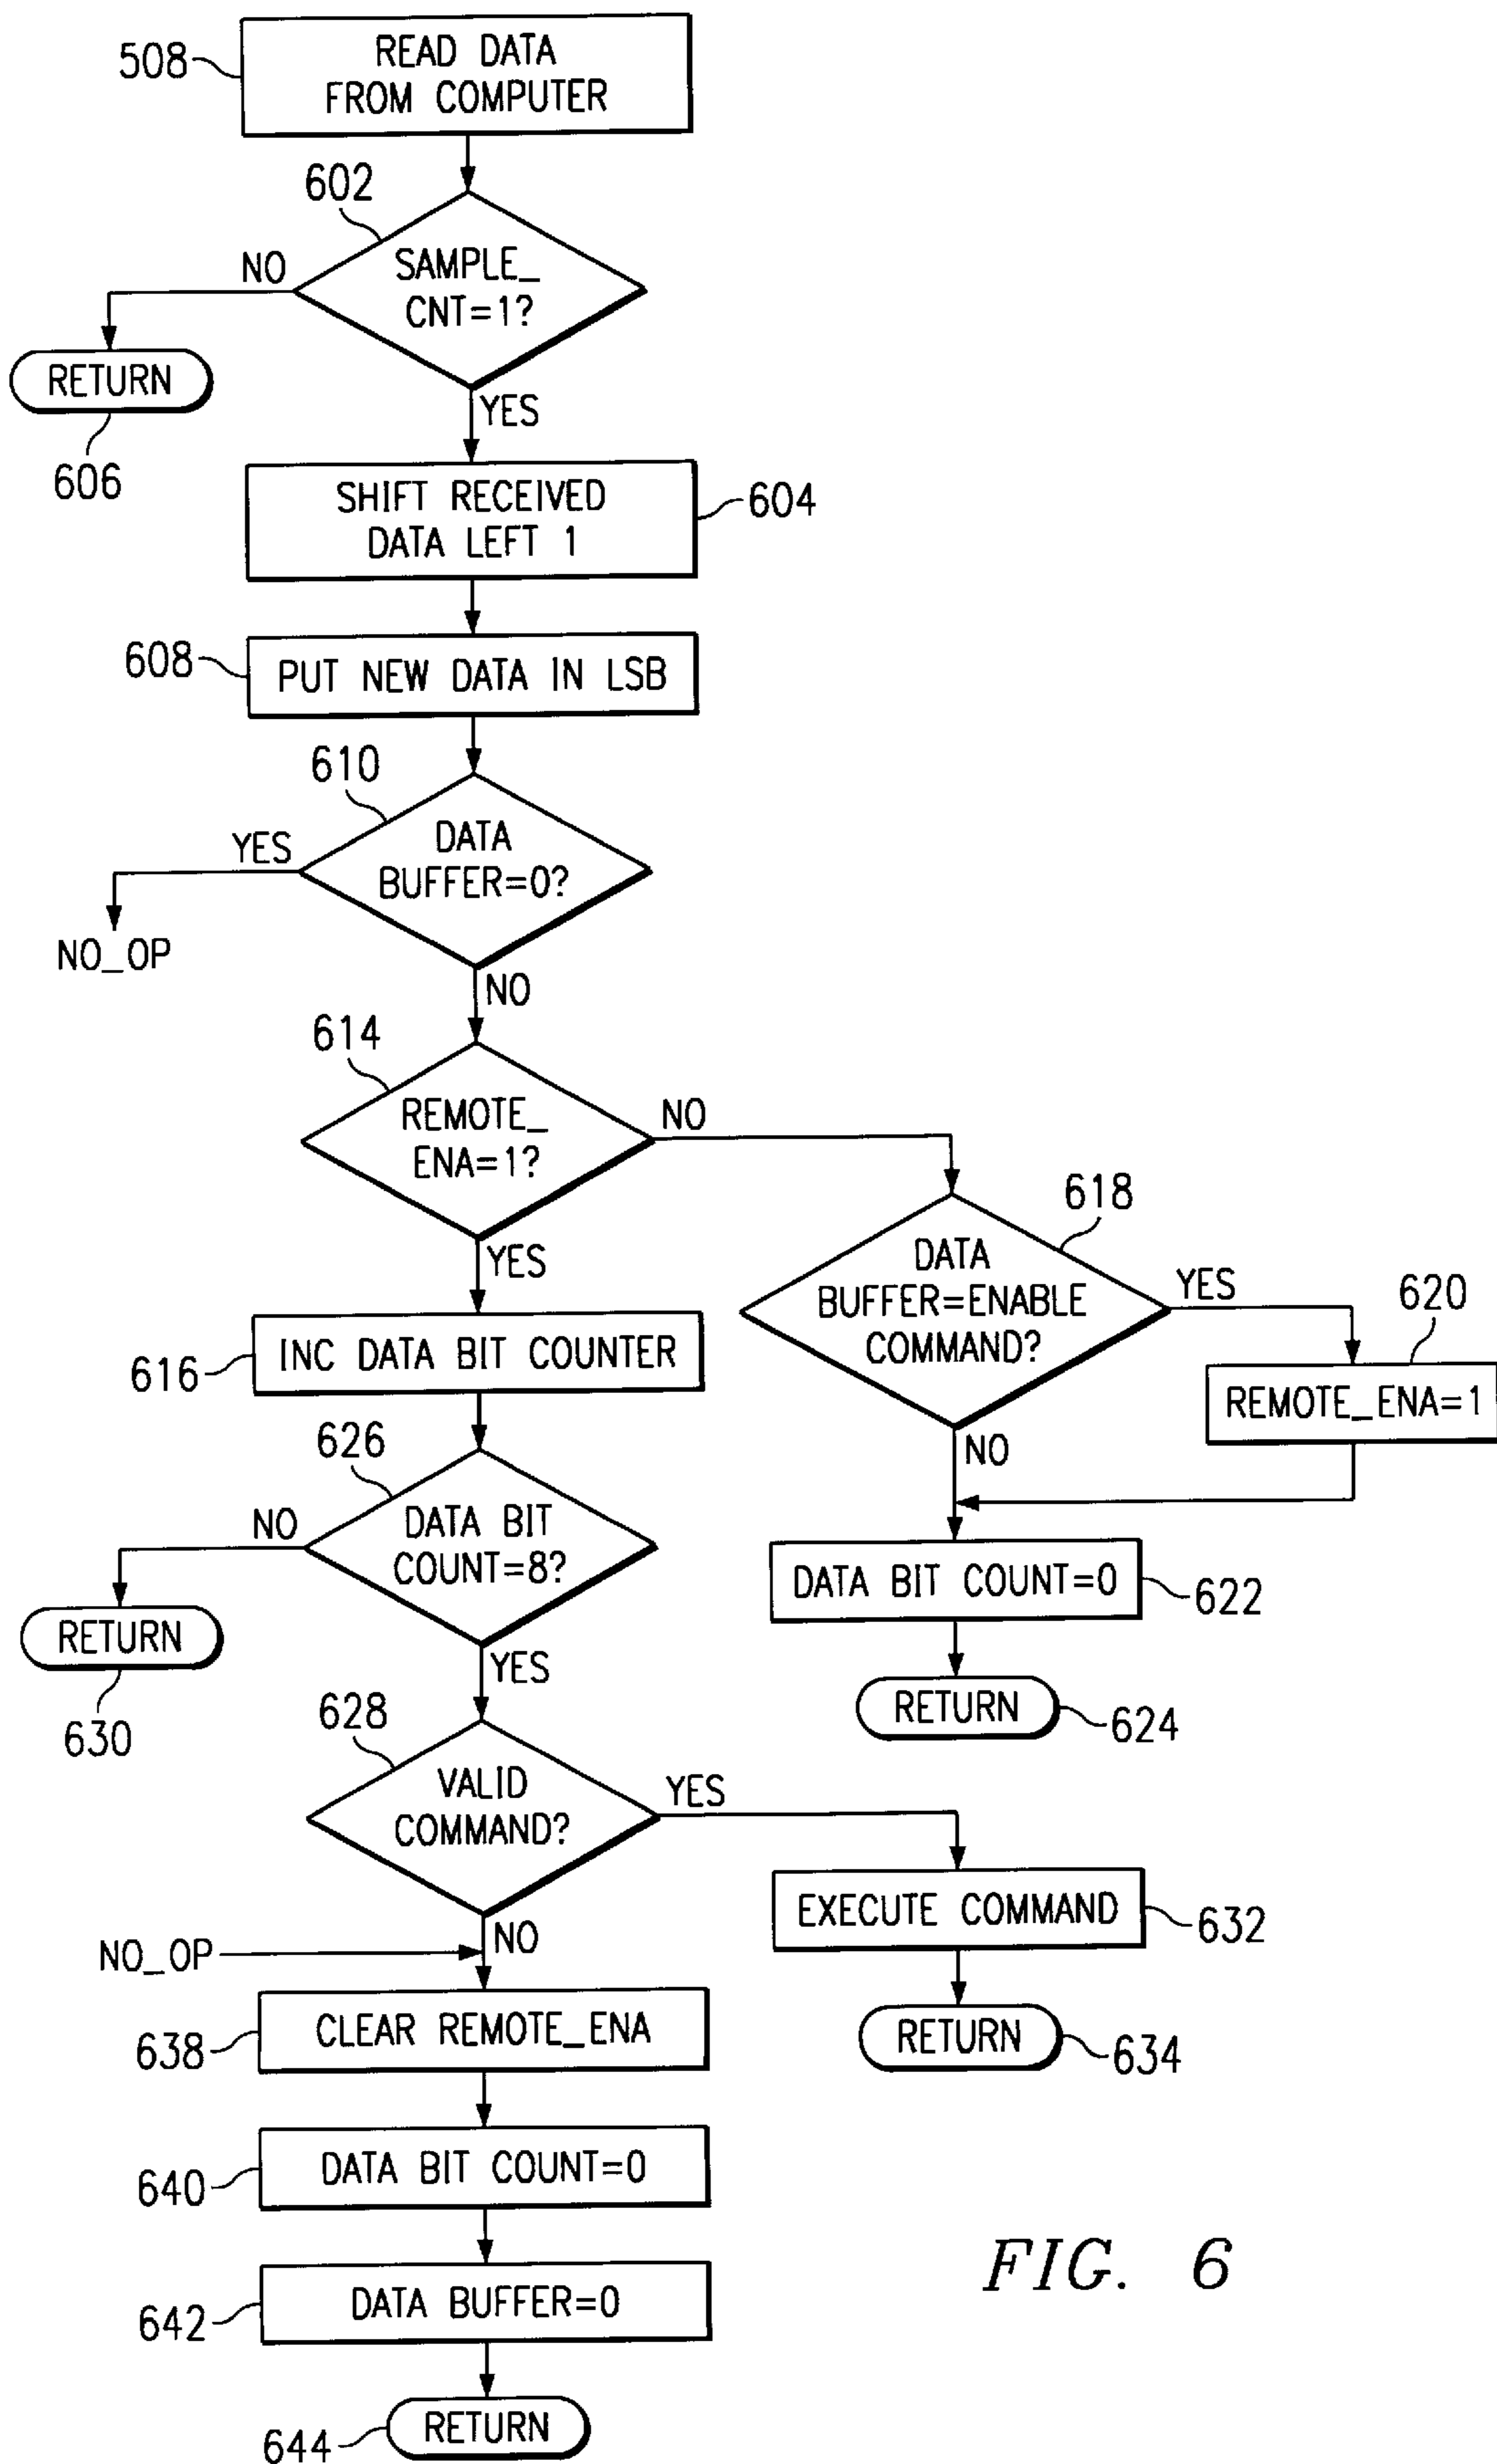 508
READ DATA
FROM COMPUTER
602
SAMPLE_
CNT=1?
NO
RETURN
606
YES
SHIFT RECEIVED
DATA LEFT 1
604
608
PUT NEW DATA IN LSB
610
DATA
BUFFER=0?
YES
NO_OP
NO
614
REMOTE_
ENA=1?
NO
YES
618
DATA
BUFFER=ENABLE
COMMAND?
YES
620
REMOTE_ENA=1
NO
616
INC DATA BIT COUNTER
626
DATA BIT
COUNT=8?
NO
RETURN
630
YES
DATA BIT COUNT=0
622
RETURN
624
628
VALID
COMMAND?
YES
EXECUTE COMMAND
632
RETURN
634
NO
NO_OP
638
CLEAR REMOTE_ENA
640
DATA BIT COUNT=0
642
DATA BUFFER=0
644
RETURN
FIG. 6